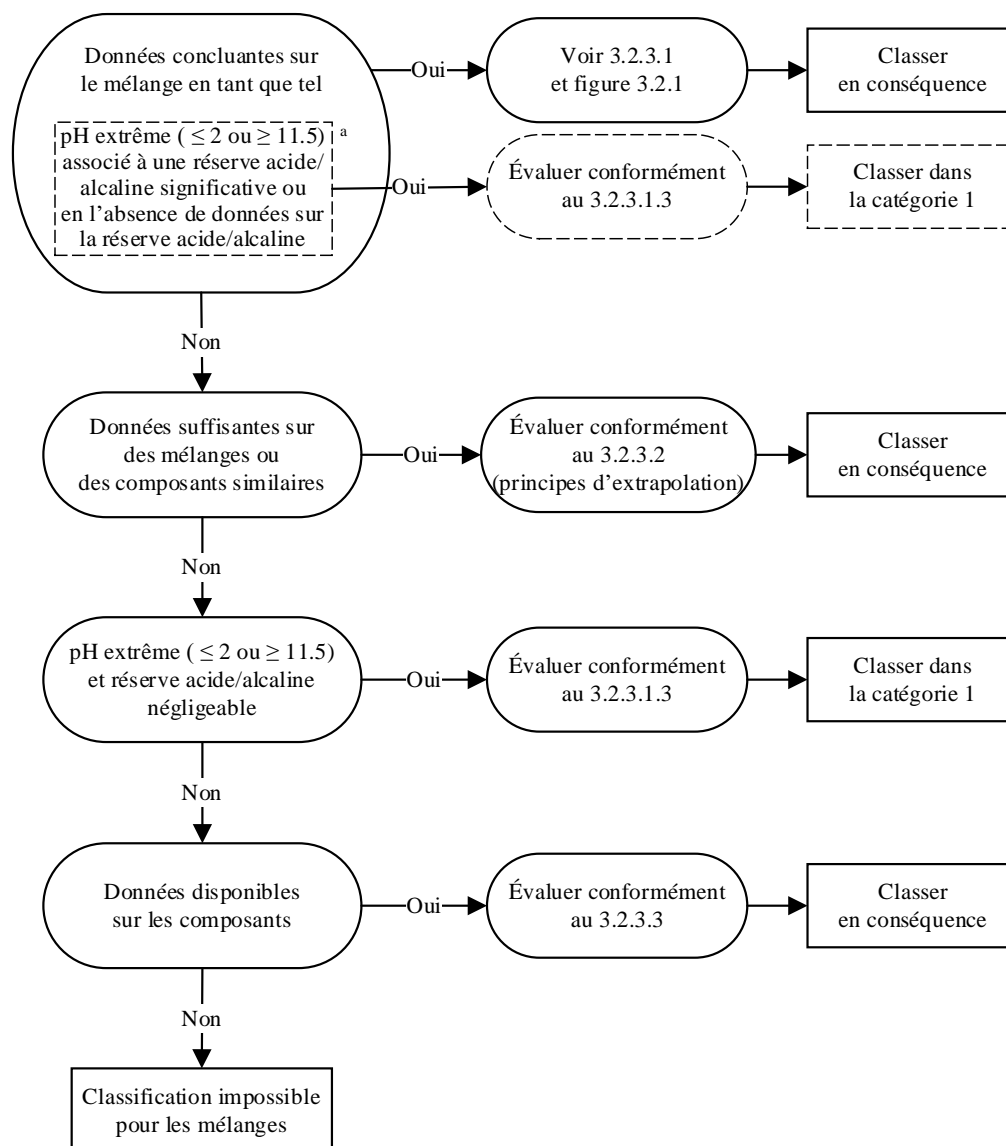 Données concluantes sur
le mélange en tant que tel
Oui
Voir 3.2.3.1
et figure 3.2.1
Classer
en conséquence
pH extrême ( ≤ 2 ou ≥ 11.5) a
associé à une réserve acide/
alcaline significative ou
en l’absence de données sur
la réserve acide/alcaline
Oui
Évaluer conformément
au 3.2.3.1.3
Classer dans
la catégorie 1
Non
Données suffisantes sur
des mélanges ou
des composants similaires
Oui
Évaluer conformément
au 3.2.3.2
(principes d’extrapolation)
Classer
en conséquence
Non
pH extrême ( ≤ 2 ou ≥ 11.5)
et réserve acide/alcaline
négligeable
Oui
Évaluer conformément
au 3.2.3.1.3
Classer dans
la catégorie 1
Non
Données disponibles
sur les composants
Oui
Évaluer conformément
au 3.2.3.3
Classer
en conséquence
Non
Classification impossible
pour les mélanges